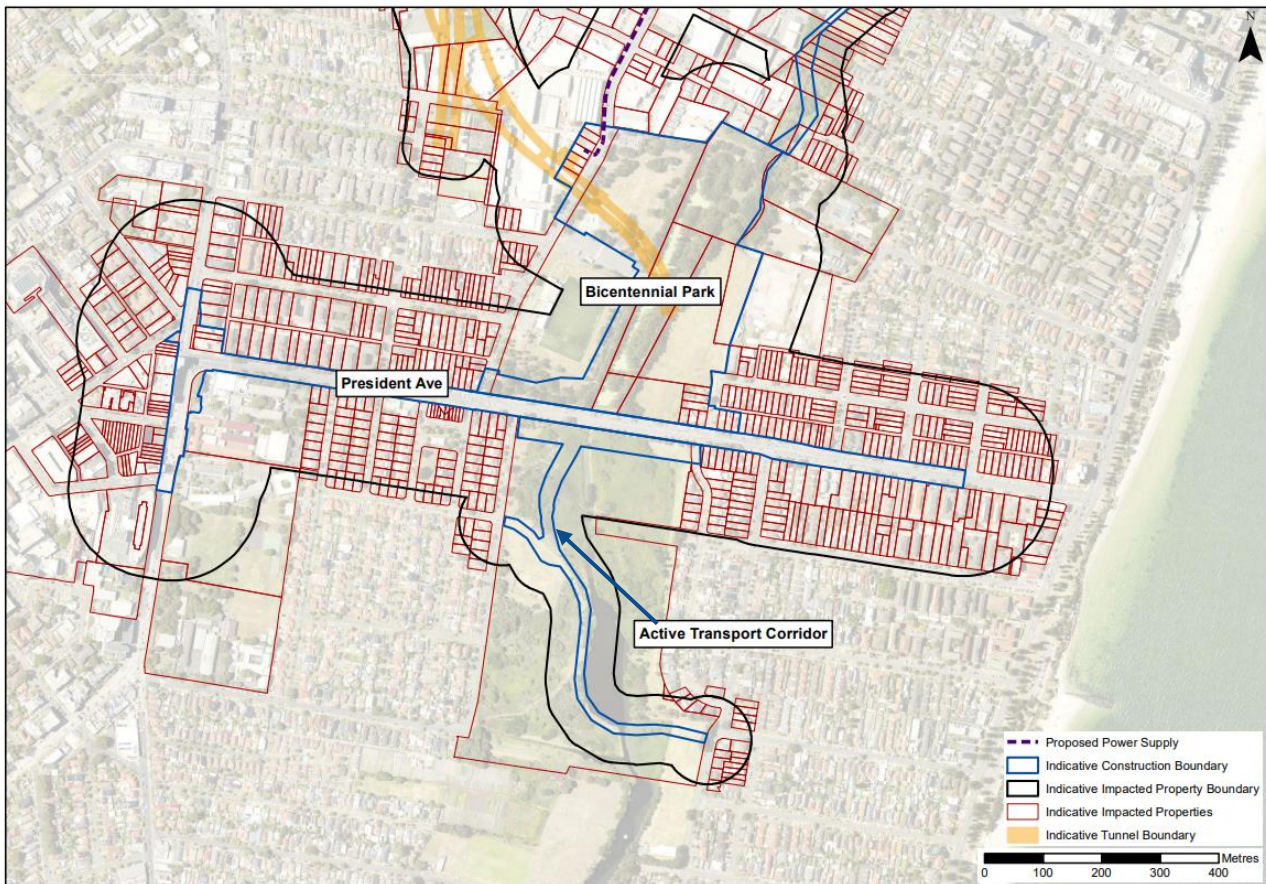 N
Bicentennial Park
President Ave
Active Transport Corridor
Proposed Power Supply
Indicative Construction Boundary
Indicative Impacted Property Boundary
Indicative Impacted Properties
Indicative Tunnel Boundary
Metres
0 100 200 300 400